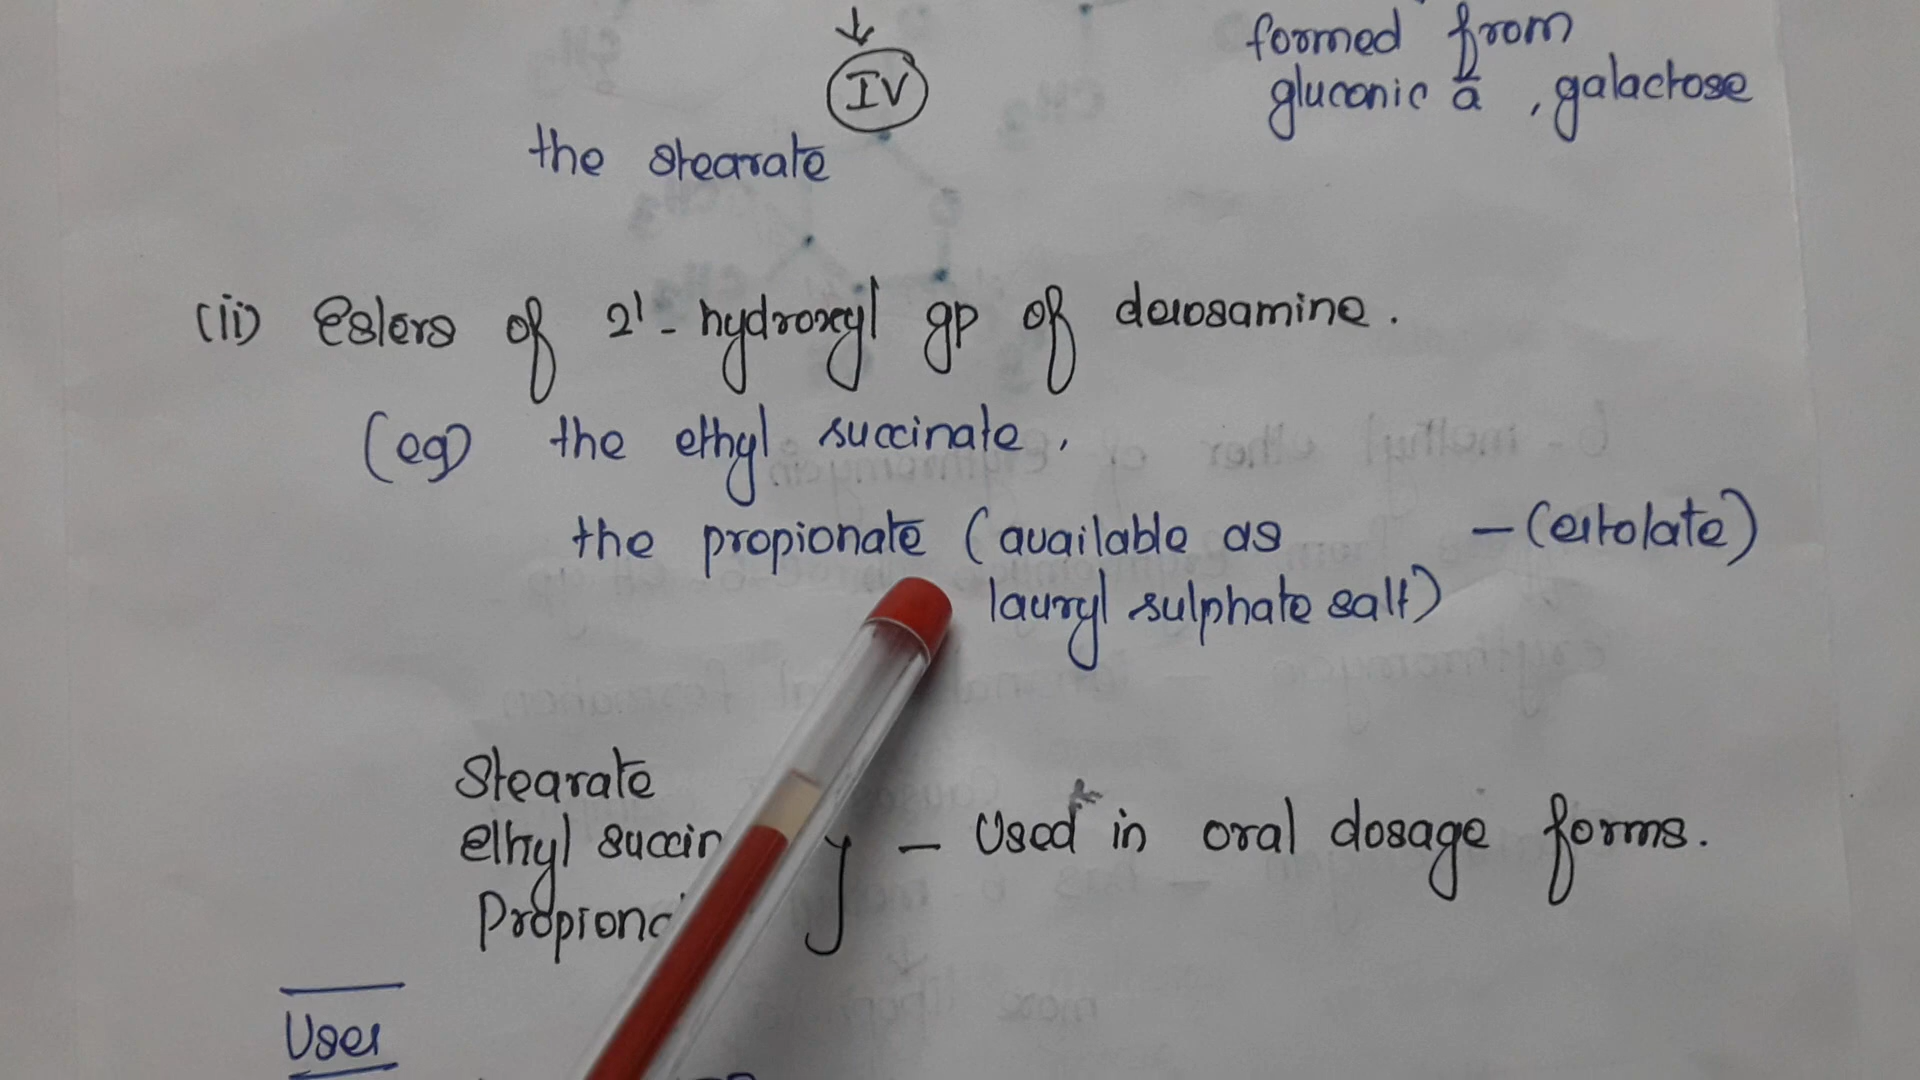 formed from
IV
gluconic a , galactose
the stearate
(ii) Esters of 2'-hydroxyl gp of desosamine.
(eg) the ethyl succinate,
the propionate (available as - (estolate)
lauryl sulphate salt)
Stearate
ethyl succin
Propiona } - Used in oral dosage forms.
Uses